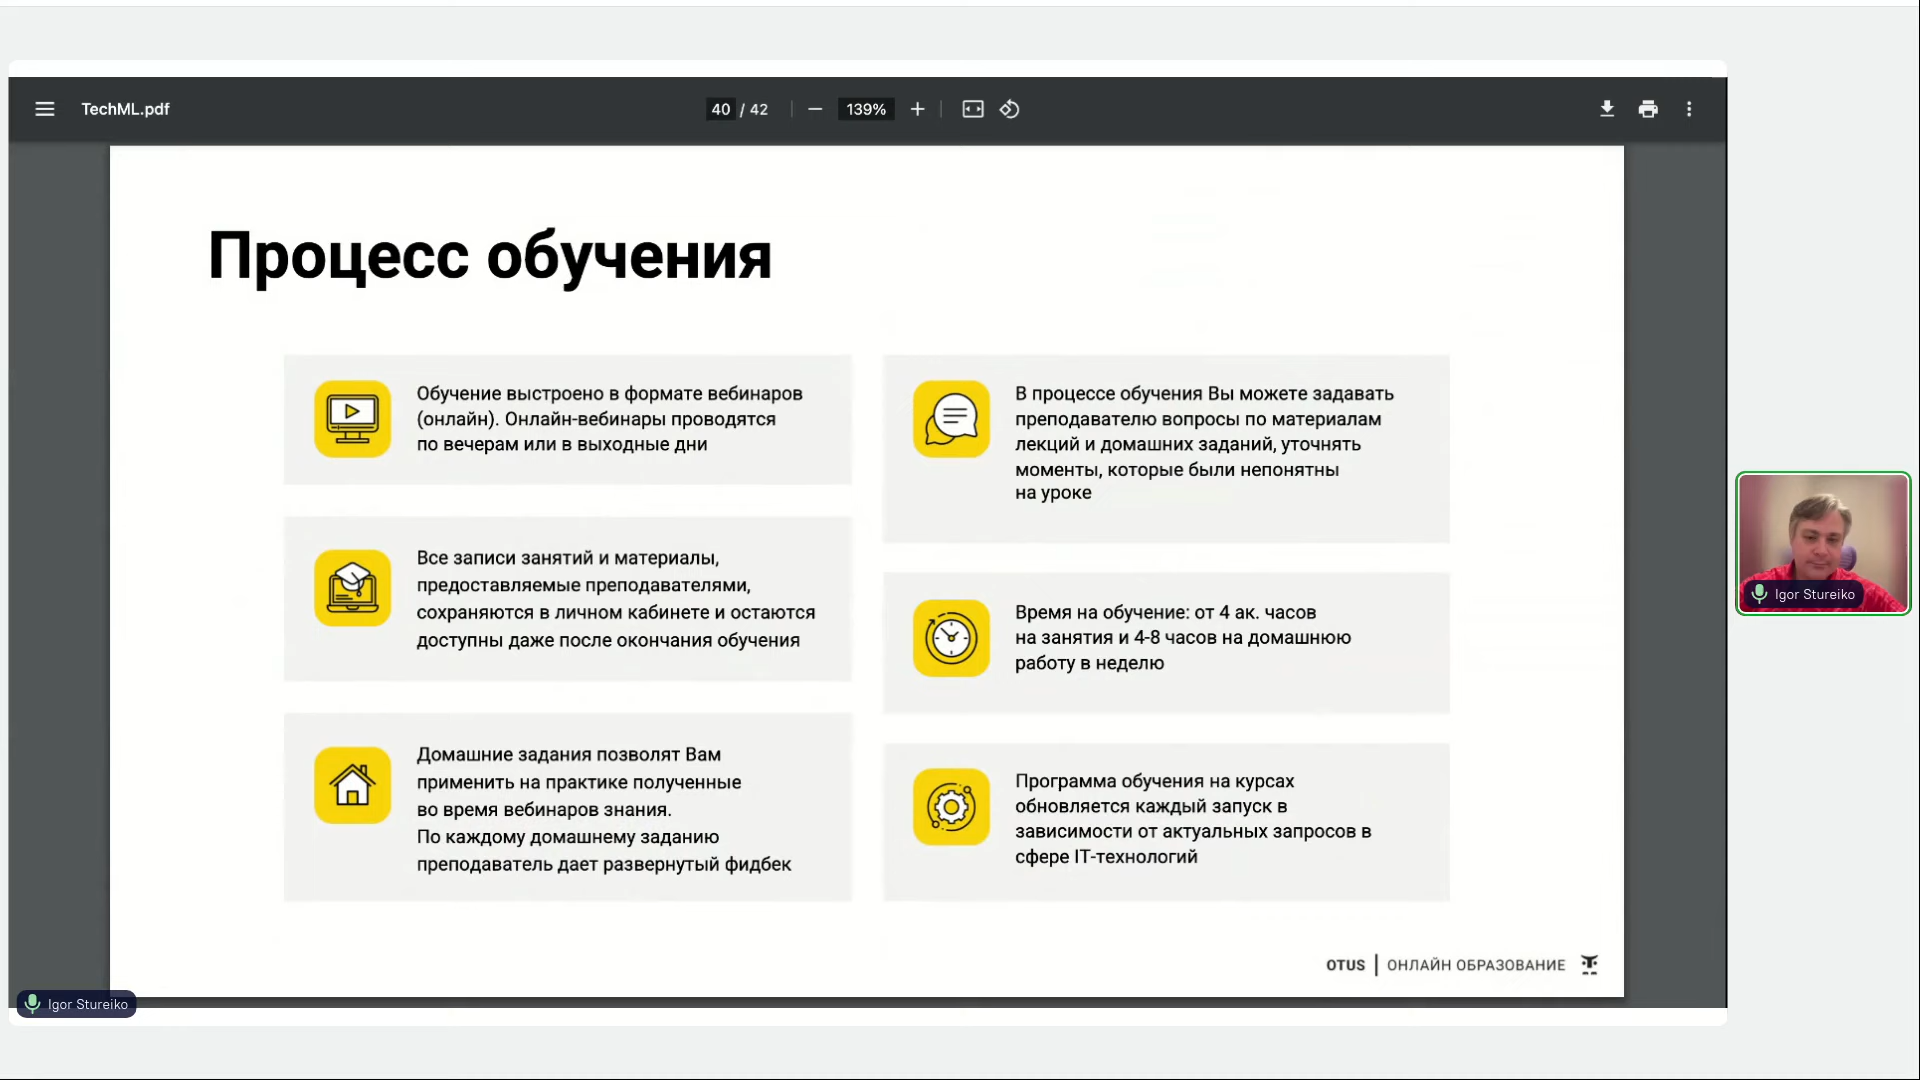 TechML.pdf
40 / 42
139%
Процесс обучения
Обучение выстроено в формате вебинаров
(онлайн). Онлайн-вебинары проводятся
по вечерам или в выходные дни
Все записи занятий и материалы,
предоставляемые преподавателями,
сохраняются в личном кабинете и остаются
доступны даже после окончания обучения
Домашние задания позволят Вам
применить на практике полученные
во время вебинаров знания.
По каждому домашнему заданию
преподаватель дает развернутый фидбек
В процессе обучения Вы можете задавать
преподавателю вопросы по материалам
лекций и домашних заданий, уточнять
моменты, которые были непонятны
на уроке
Время на обучение: от 4 ак. часов
на занятия и 4-8 часов на домашнюю
работу в неделю
Программа обучения на курсах
обновляется каждый запуск в
зависимости от актуальных запросов в
сфере IT-технологий
OTUS | ОНЛАЙН ОБРАЗОВАНИЕ
Igor Stureiko
Igor Stureiko